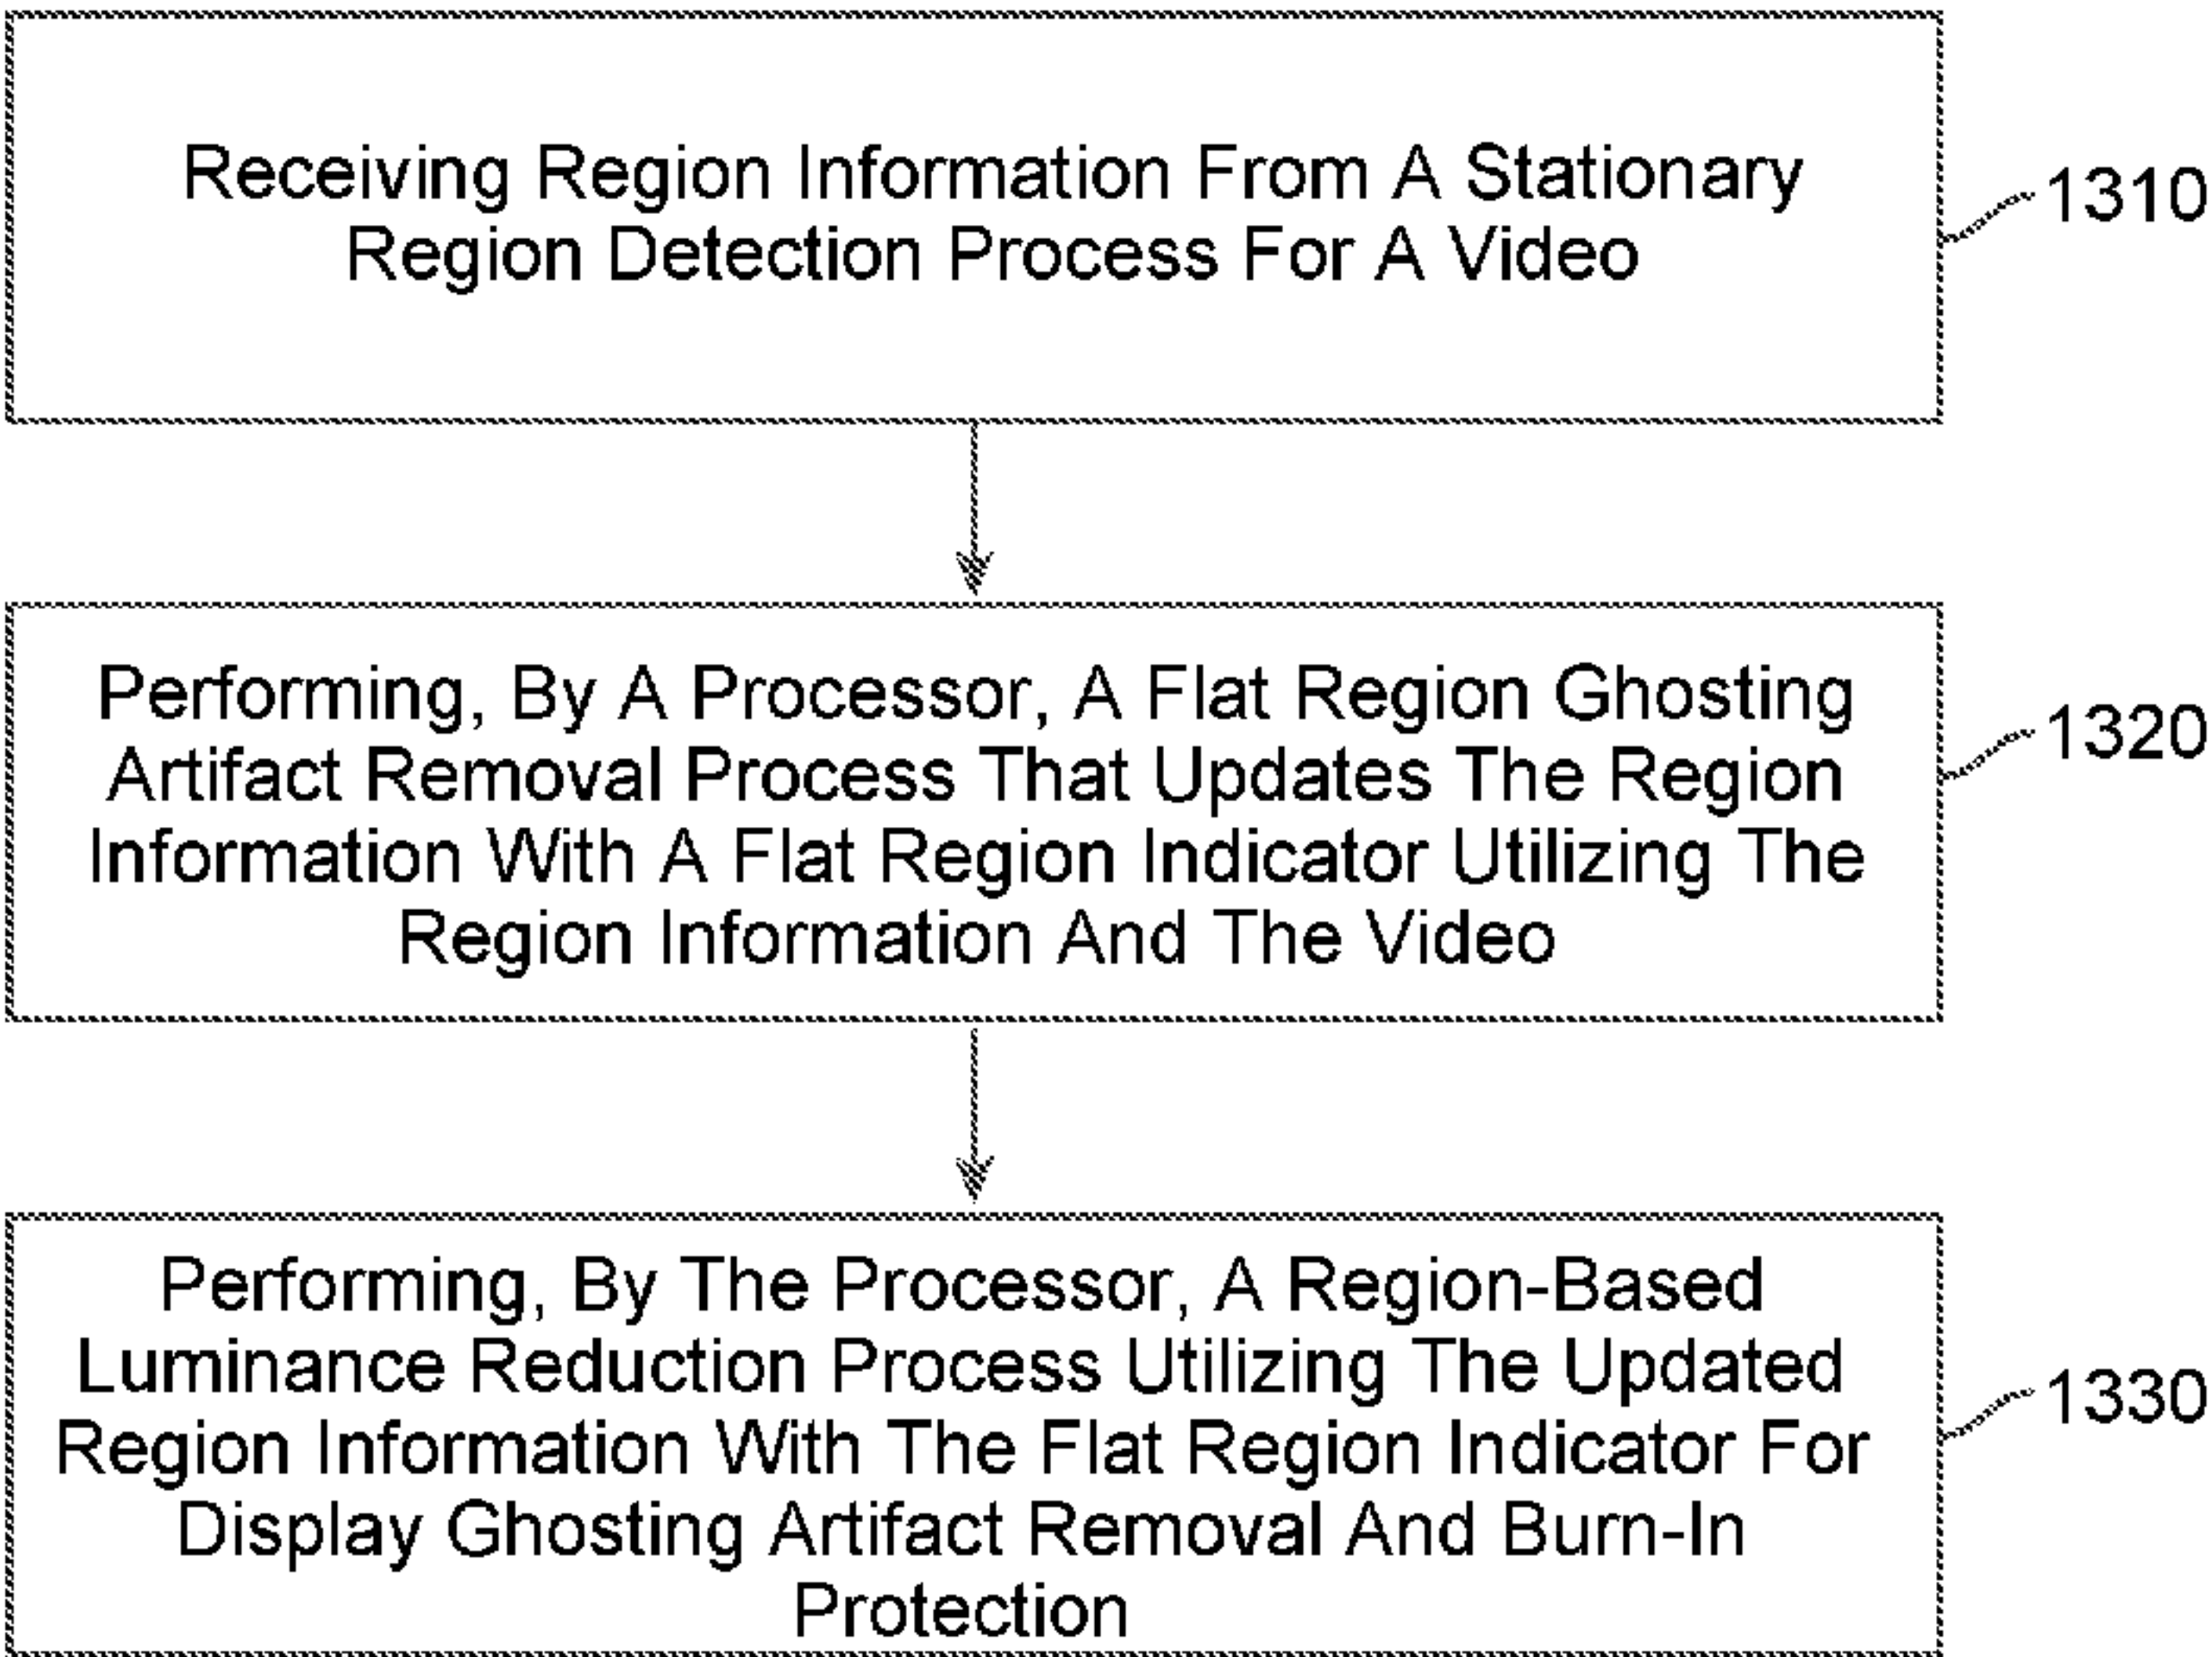 Receiving Region Information From A Stationary
Region Detection Process For A Video
1310
Performing, By A Processor, A Flat Region Ghosting
Artifact Removal Process That Updates The Region
Information With A Flat Region Indicator Utilizing The
Region Information And The Video
1320
Performing, By The Processor, A Region-Based
Luminance Reduction Process Utilizing The Updated
Region Information With The Flat Region Indicator For
Display Ghosting Artifact Removal And Burn-In
Protection
1330